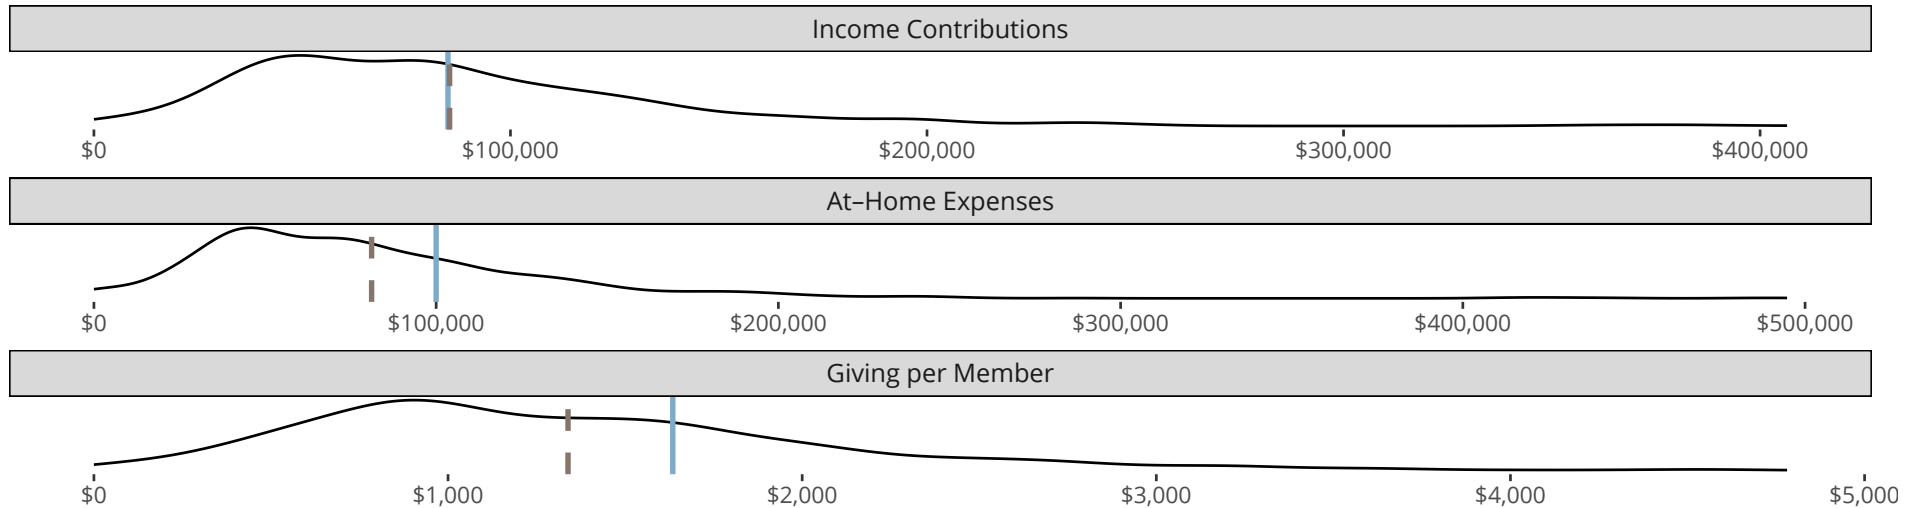 Income Contributions
$0 $100,000 $200,000 $300,000 $400,000
At–Home Expenses
$0 $100,000 $200,000 $300,000 $400,000 $500,000
Giving per Member
$0 $1,000 $2,000 $3,000 $4,000 $5,000